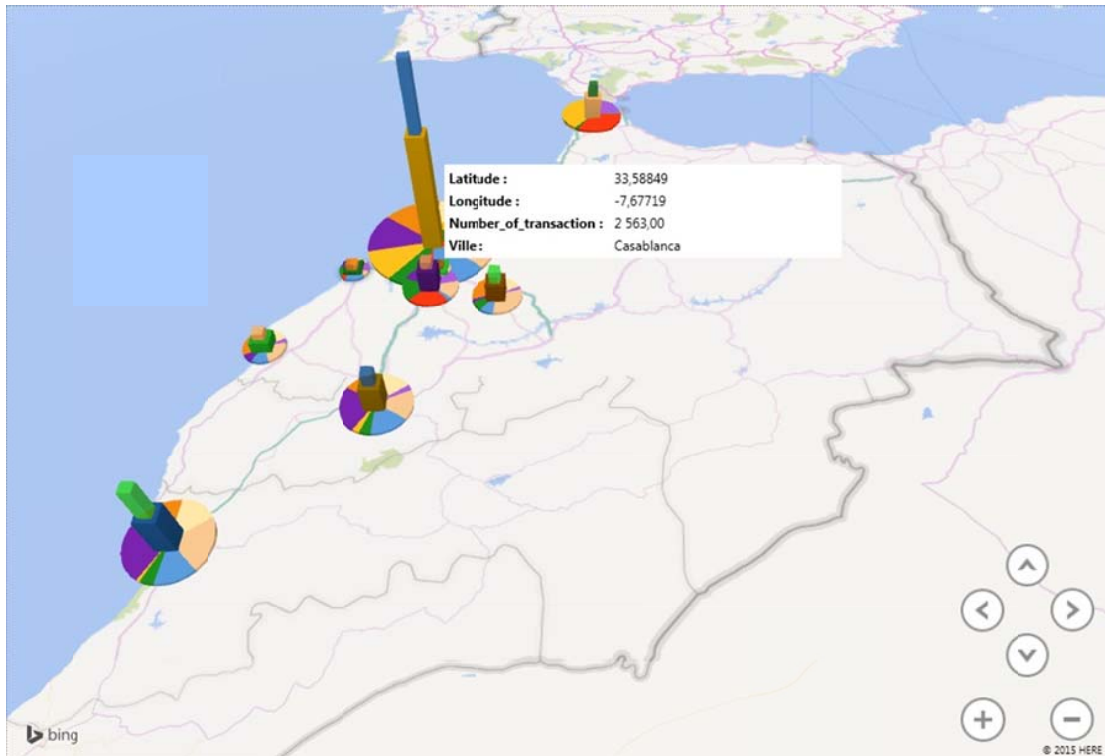 Latitude : 33,58849
Longitude : -7,67719
Number_of_transaction : 2 563,00
Ville : Casablanca
bing
© 2015 HERE